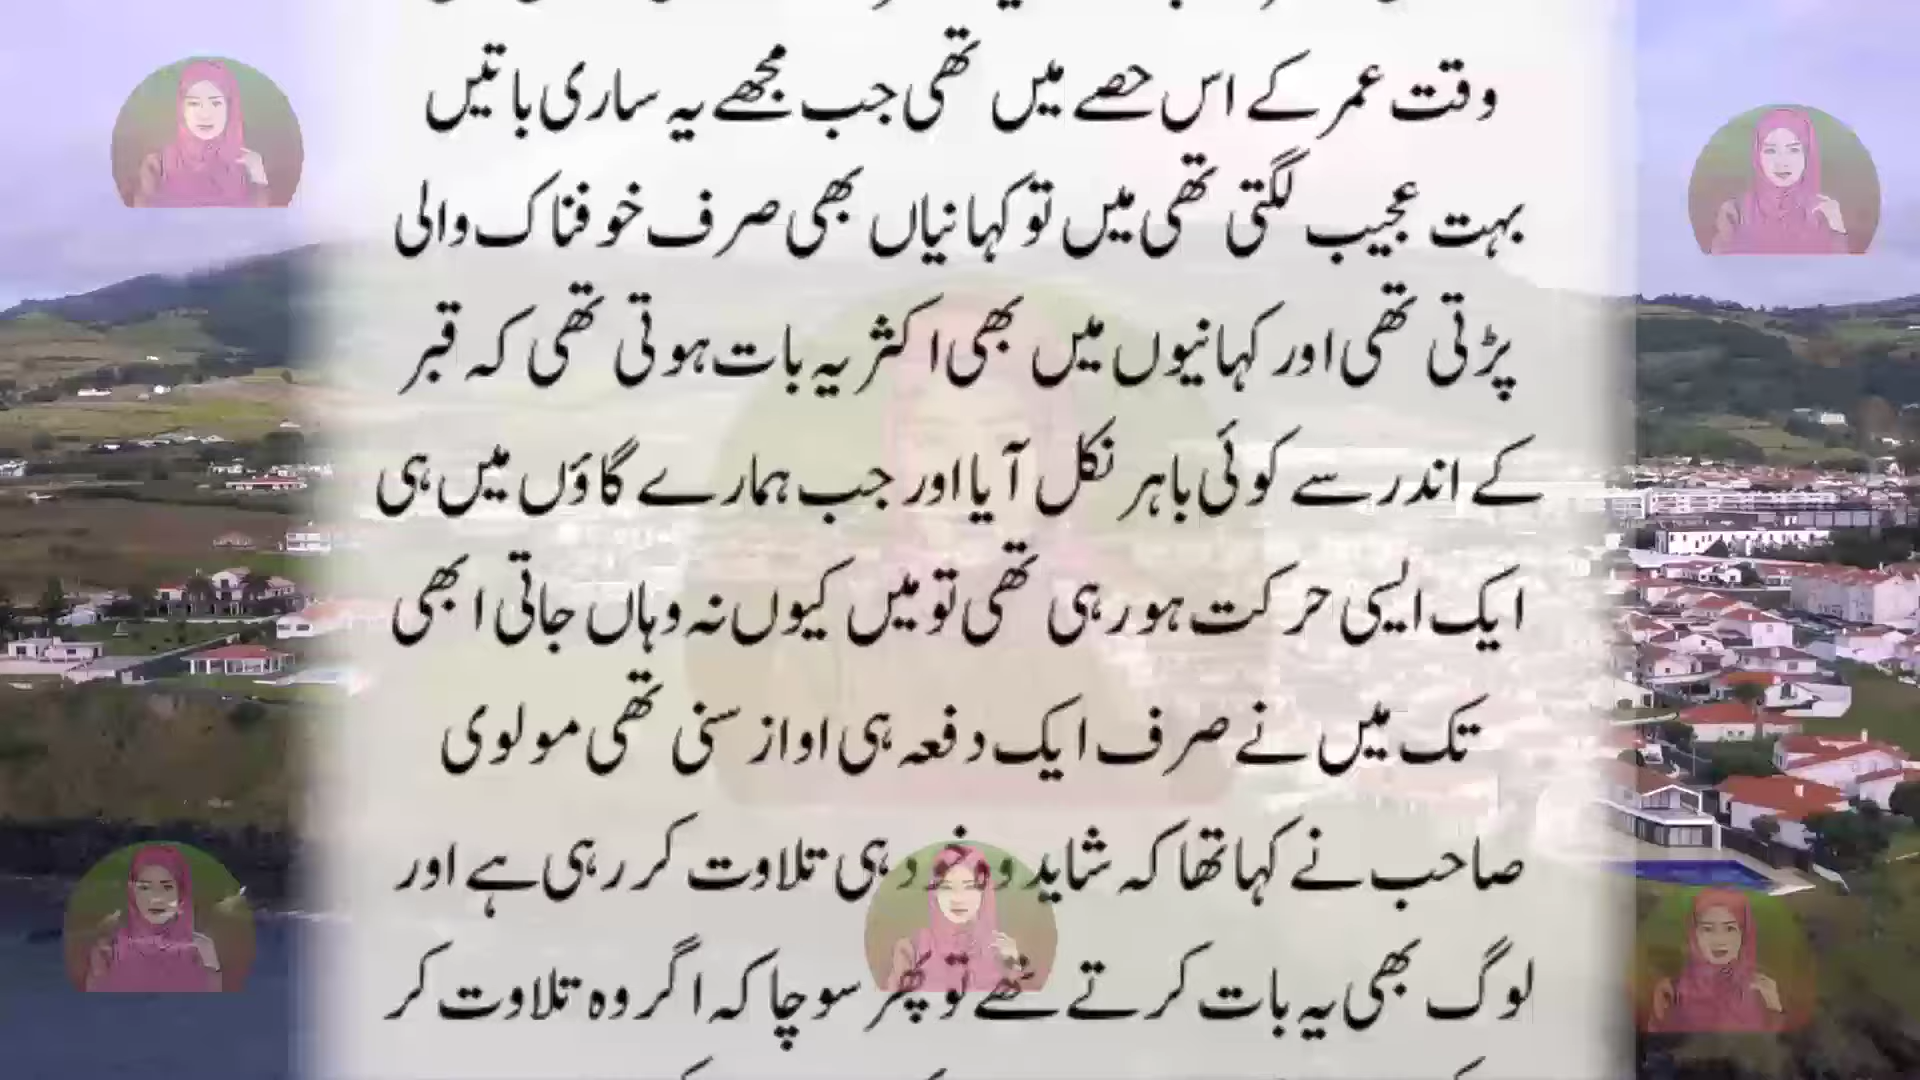 وقت عمر کے اس حصے میں تھی جب مجھے یہ ساری باتیں
بہت عجیب لگتی تھی میں تو کہانیاں بھی صرف خوفناک والی
پڑتی تھی اور کہانیوں میں بھی اکثر یہ بات ہوتی تھی کہ قبر
کے اندر سے کوئی باہر نکل آیا اور جب ہمارے گاؤں میں ہی
ایک ایسی حرکت ہو رہی تھی تو میں کیوں نہ وہاں جاتی ابھی
تک میں نے صرف ایک دفعہ ہی اواز سنی تھی مولوی
صاحب نے کہا تھا کہ شاید وہ خود ہی تلاوت کر رہی ہے اور
لوگ بھی یہ بات کرتے تھے تو پھر سوچا کہ اگر وہ تلاوت کر